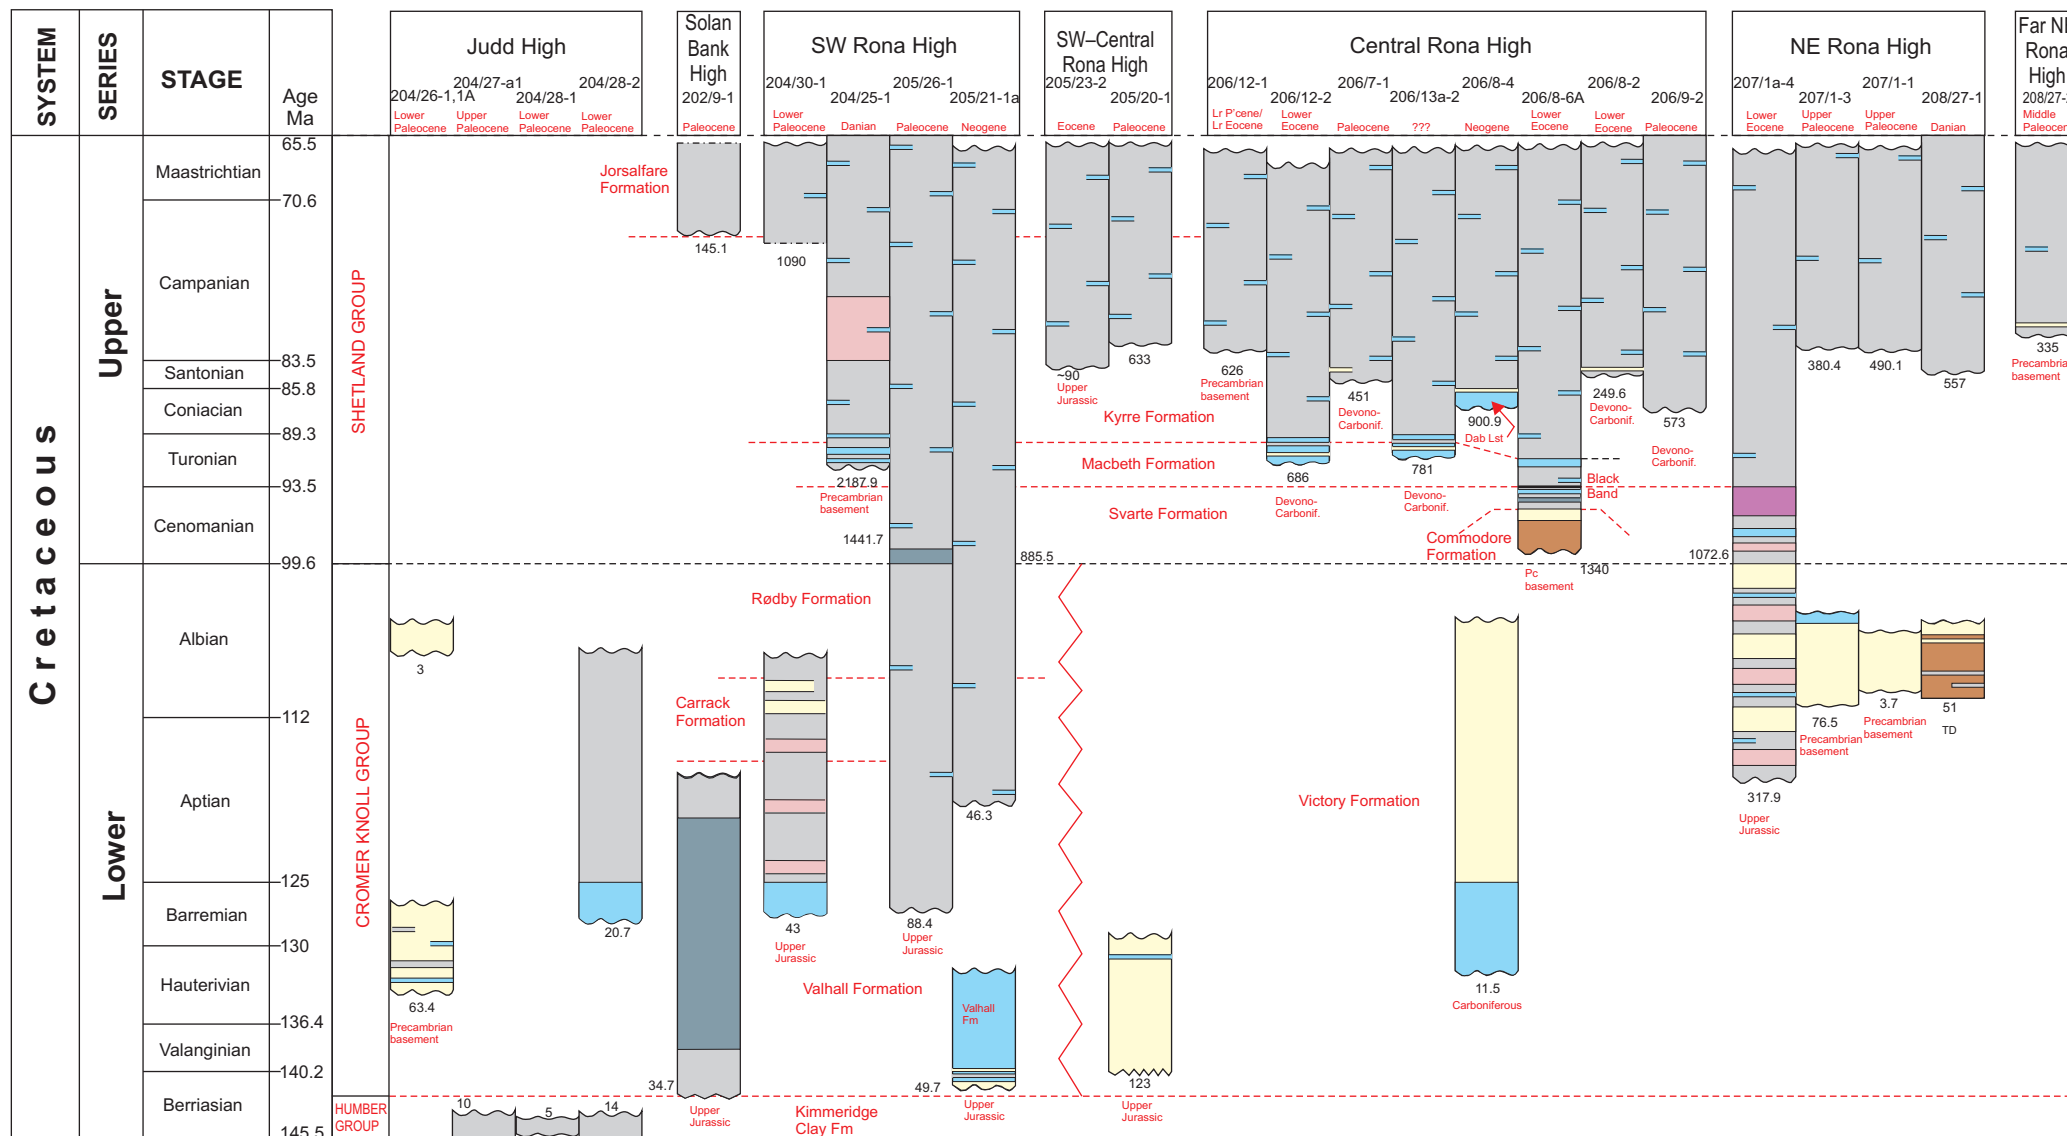 SYSTEM
SERIES
STAGE
Age
Ma
Judd High
204/26-1,1A
Lower
Paleocene
204/27-a1
Upper
Paleocene
204/28-1
Lower
Paleocene
204/28-2
Lower
Paleocene
Solan
Bank
High
202/9-1
Paleocene
SW Rona High
204/30-1
Lower
Paleocene
204/25-1
Danian
205/26-1
Paleocene
205/21-1a
Neogene
SW–Central
Rona High
205/23-2
Eocene
205/20-1
Paleocene
Central Rona High
206/12-1
Lr P'cene/
Lr Eocene
206/12-2
Lower
Eocene
206/7-1
Paleocene
206/13a-2
???
206/8-4
Neogene
206/8-6A
Lower
Eocene
206/8-2
Lower
Eocene
206/9-2
Paleocene
NE Rona High
207/1a-4
Lower
Eocene
207/1-3
Upper
Paleocene
207/1-1
Upper
Paleocene
208/27-1
Danian
Far
Rona
High
208/27-
Middle
Paleocen
Cretaceous
Upper
Lower
Maastrichtian
Campanian
Santonian
Coniacian
Turonian
Cenomanian
Albian
Aptian
Barremian
Hauterivian
Valanginian
Berriasian
65.5
70.6
83.5
85.8
89.3
93.5
99.6
112
125
130
136.4
140.2
145.5
SHETLAND GROUP
CROMER KNOLL GROUP
HUMBER
GROUP
Jorsalfare
Formation
145.1
1090
~90
Upper
Jurassic
633
626
Precambrian
basement
451
Devono-
Carbonif.
900.9
Dab Lst
249.6
Devono-
Carbonif.
573
Devono-
Carbonif.
380.4
490.1
557
335
Precambria
basement
Kyrre Formation
Macbeth Formation
2187.9
Precambrian
basement
686
Devono-
Carbonif.
781
Devono-
Carbonif.
Black
Band
Svarte Formation
1441.7
885.5
Commodore
Formation
Pc
basement
1340
1072.6
Rødby Formation
3
Carrack
Formation
76.5
Precambrian
basement
3.7
Precambrian
basement
51
TD
Victory Formation
46.3
317.9
Upper
Jurassic
20.7
43
Upper
Jurassic
88.4
Upper
Jurassic
63.4
Precambrian
basement
Valhall Formation
Valhall
Fm
11.5
Carboniferous
34.7
Upper
Jurassic
49.7
Upper
Jurassic
123
Upper
Jurassic
10
5
14
Kimmeridge
Clay Fm